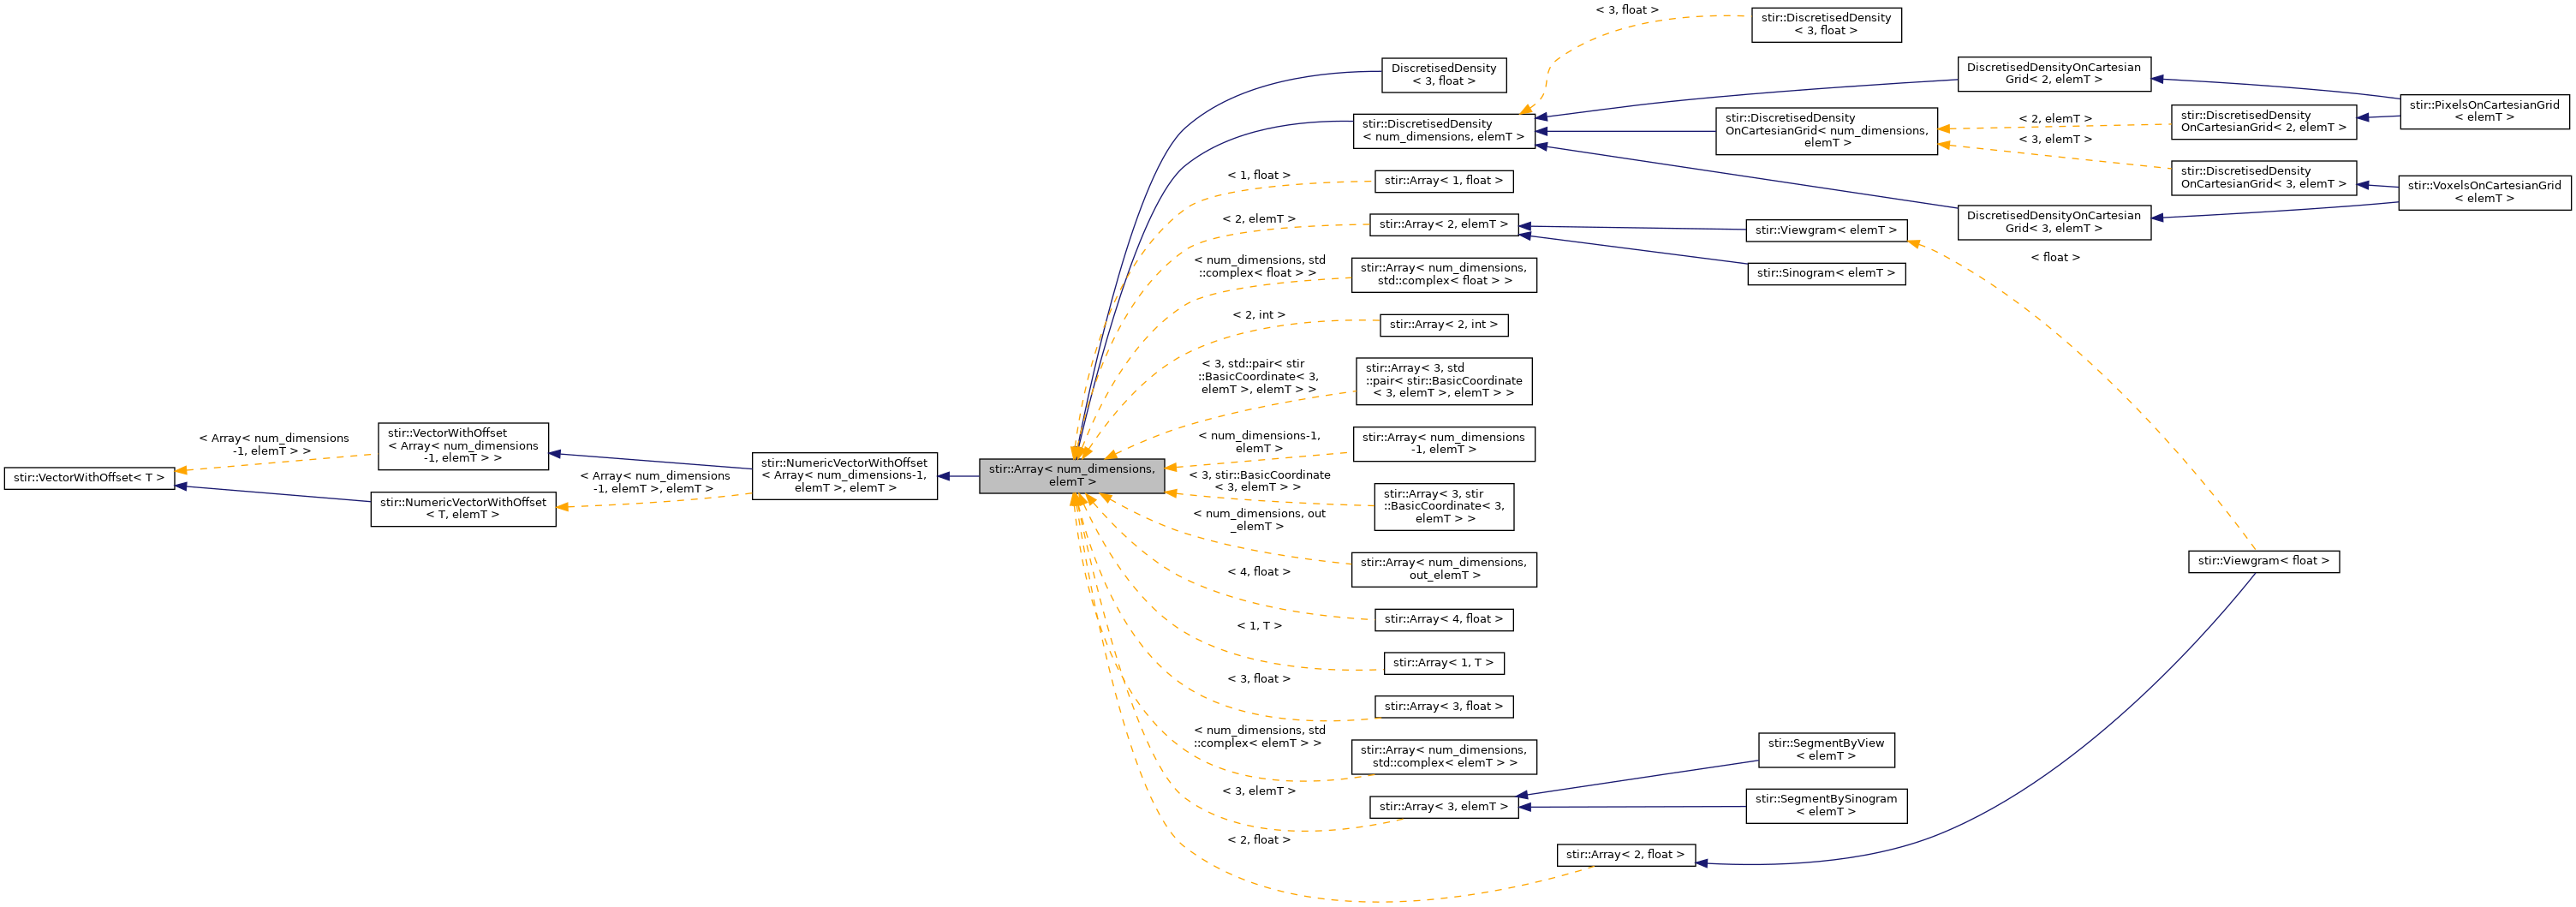 stir::VectorWithOffset< T >
< Array< num_dimensions
-1, elemT > >
stir::VectorWithOffset
< Array< num_dimensions
-1, elemT > >
stir::NumericVectorWithOffset
< T, elemT >
< Array< num_dimensions
-1, elemT >, elemT >
stir::NumericVectorWithOffset
< Array< num_dimensions-1,
elemT >, elemT >
stir::Array< num_dimensions,
elemT >
< 1, float >
< 2, elemT >
< num_dimensions, std
::complex< float > >
< 2, int >
< 3, std::pair< stir
::BasicCoordinate< 3,
elemT >, elemT > >
< num_dimensions-1,
elemT >
< 3, stir::BasicCoordinate
< 3, elemT > >
< num_dimensions, out
_elemT >
< 4, float >
< 1, T >
< 3, float >
< num_dimensions, std
::complex< elemT > >
< 3, elemT >
< 2, float >
DiscretisedDensity
< 3, float >
stir::DiscretisedDensity
< num_dimensions, elemT >
stir::Array< 1, float >
stir::Array< 2, elemT >
stir::Array< num_dimensions,
std::complex< float > >
stir::Array< 2, int >
stir::Array< 3, std
::pair< stir::BasicCoordinate
< 3, elemT >, elemT > >
stir::Array< num_dimensions
-1, elemT >
stir::Array< 3, stir
::BasicCoordinate< 3,
elemT > >
stir::Array< num_dimensions,
out_elemT >
stir::Array< 4, float >
stir::Array< 1, T >
stir::Array< 3, float >
stir::Array< num_dimensions,
std::complex< elemT > >
stir::Array< 3, elemT >
stir::Array< 2, float >
< 3, float >
stir::DiscretisedDensity
< 3, float >
stir::DiscretisedDensity
OnCartesianGrid< num_dimensions,
elemT >
stir::Viewgram< elemT >
stir::Sinogram< elemT >
stir::SegmentByView
< elemT >
stir::SegmentBySinogram
< elemT >
DiscretisedDensityOnCartesian
Grid< 2, elemT >
< 2, elemT >
< 3, elemT >
DiscretisedDensityOnCartesian
Grid< 3, elemT >
< float >
stir::DiscretisedDensity
OnCartesianGrid< 2, elemT >
stir::DiscretisedDensity
OnCartesianGrid< 3, elemT >
stir::Viewgram< float >
stir::PixelsOnCartesianGrid
< elemT >
stir::VoxelsOnCartesianGrid
< elemT >